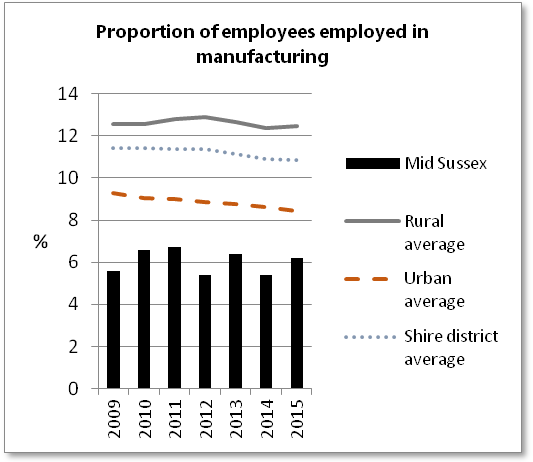 Proportion of employees employed in
manufacturing
14
12
10
8
6
4
2
0
%
2009
2010
2011
2012
2013
2014
2015
Mid Sussex
Rural
average
Urban
average
Shire district
average